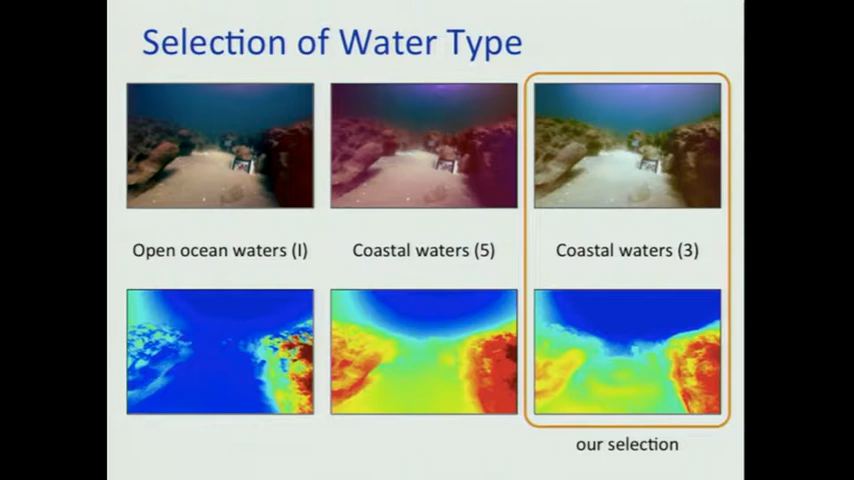 Selection of Water Type
Open ocean waters (I)
Coastal waters (5)
Coastal waters (3)
our selection